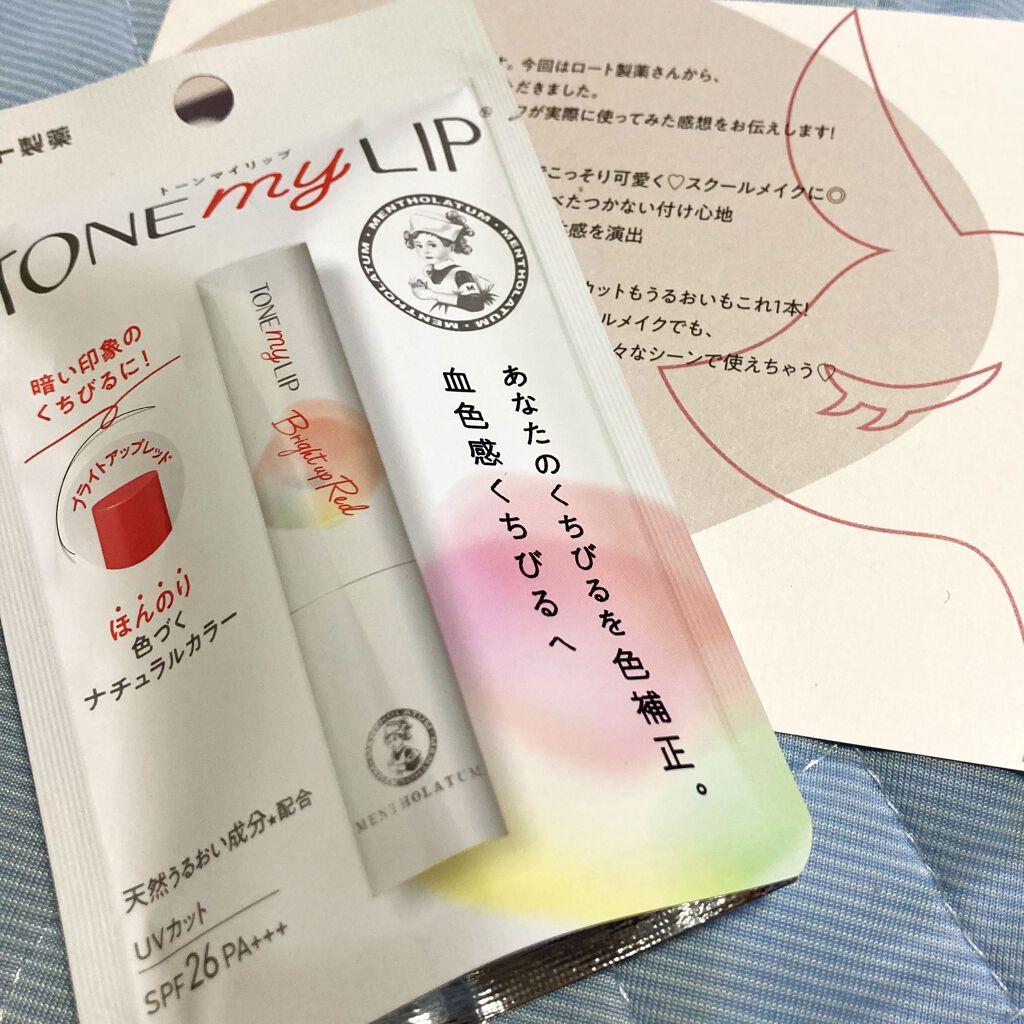 ト製薬
トーンマイリップ
TONE my LIP®
MENTHOLATUM・MENTHOLATUM・MENTHOLATUM・
暗い印象の
くちびるに!
ブライトアップレッド
ほんのり
色づく
ナチュラルカラー
TONE my LIP
Bright up Red
MENTHOLATUM
あなたのくちびるを色補正。
血色感くちびるへ
天然うるおい成分★配合
UVカット
SPF26 PA+++
す。今回はロート製薬さんから、
ただきました。
フが実際に使ってみた感想をお伝えします!
こっそり可愛く♡スクールメイクに◎
べたつかない付け心地
感を演出
カットもうるおいもこれ1本!
ルメイクでも、
々なシーンで使えちゃう♡